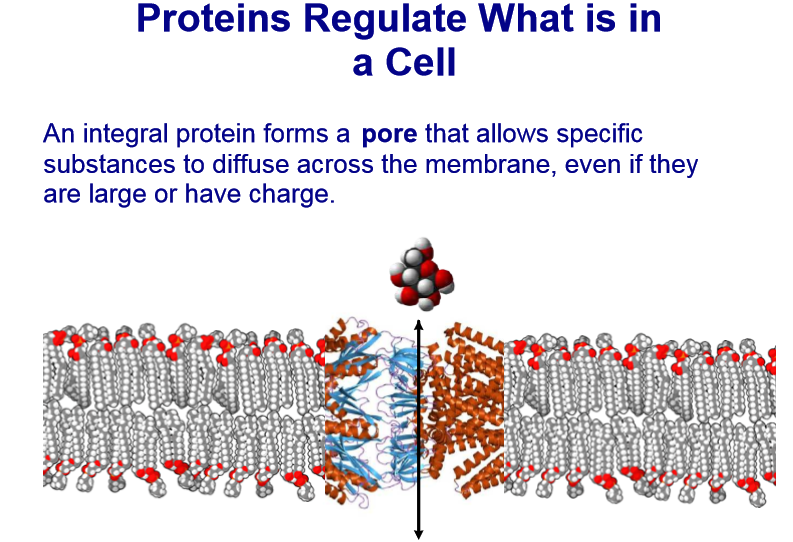 Proteins Regulate What is in
a Cell
An integral protein forms a pore that allows specific
substances to diffuse across the membrane, even if they
are large or have charge.